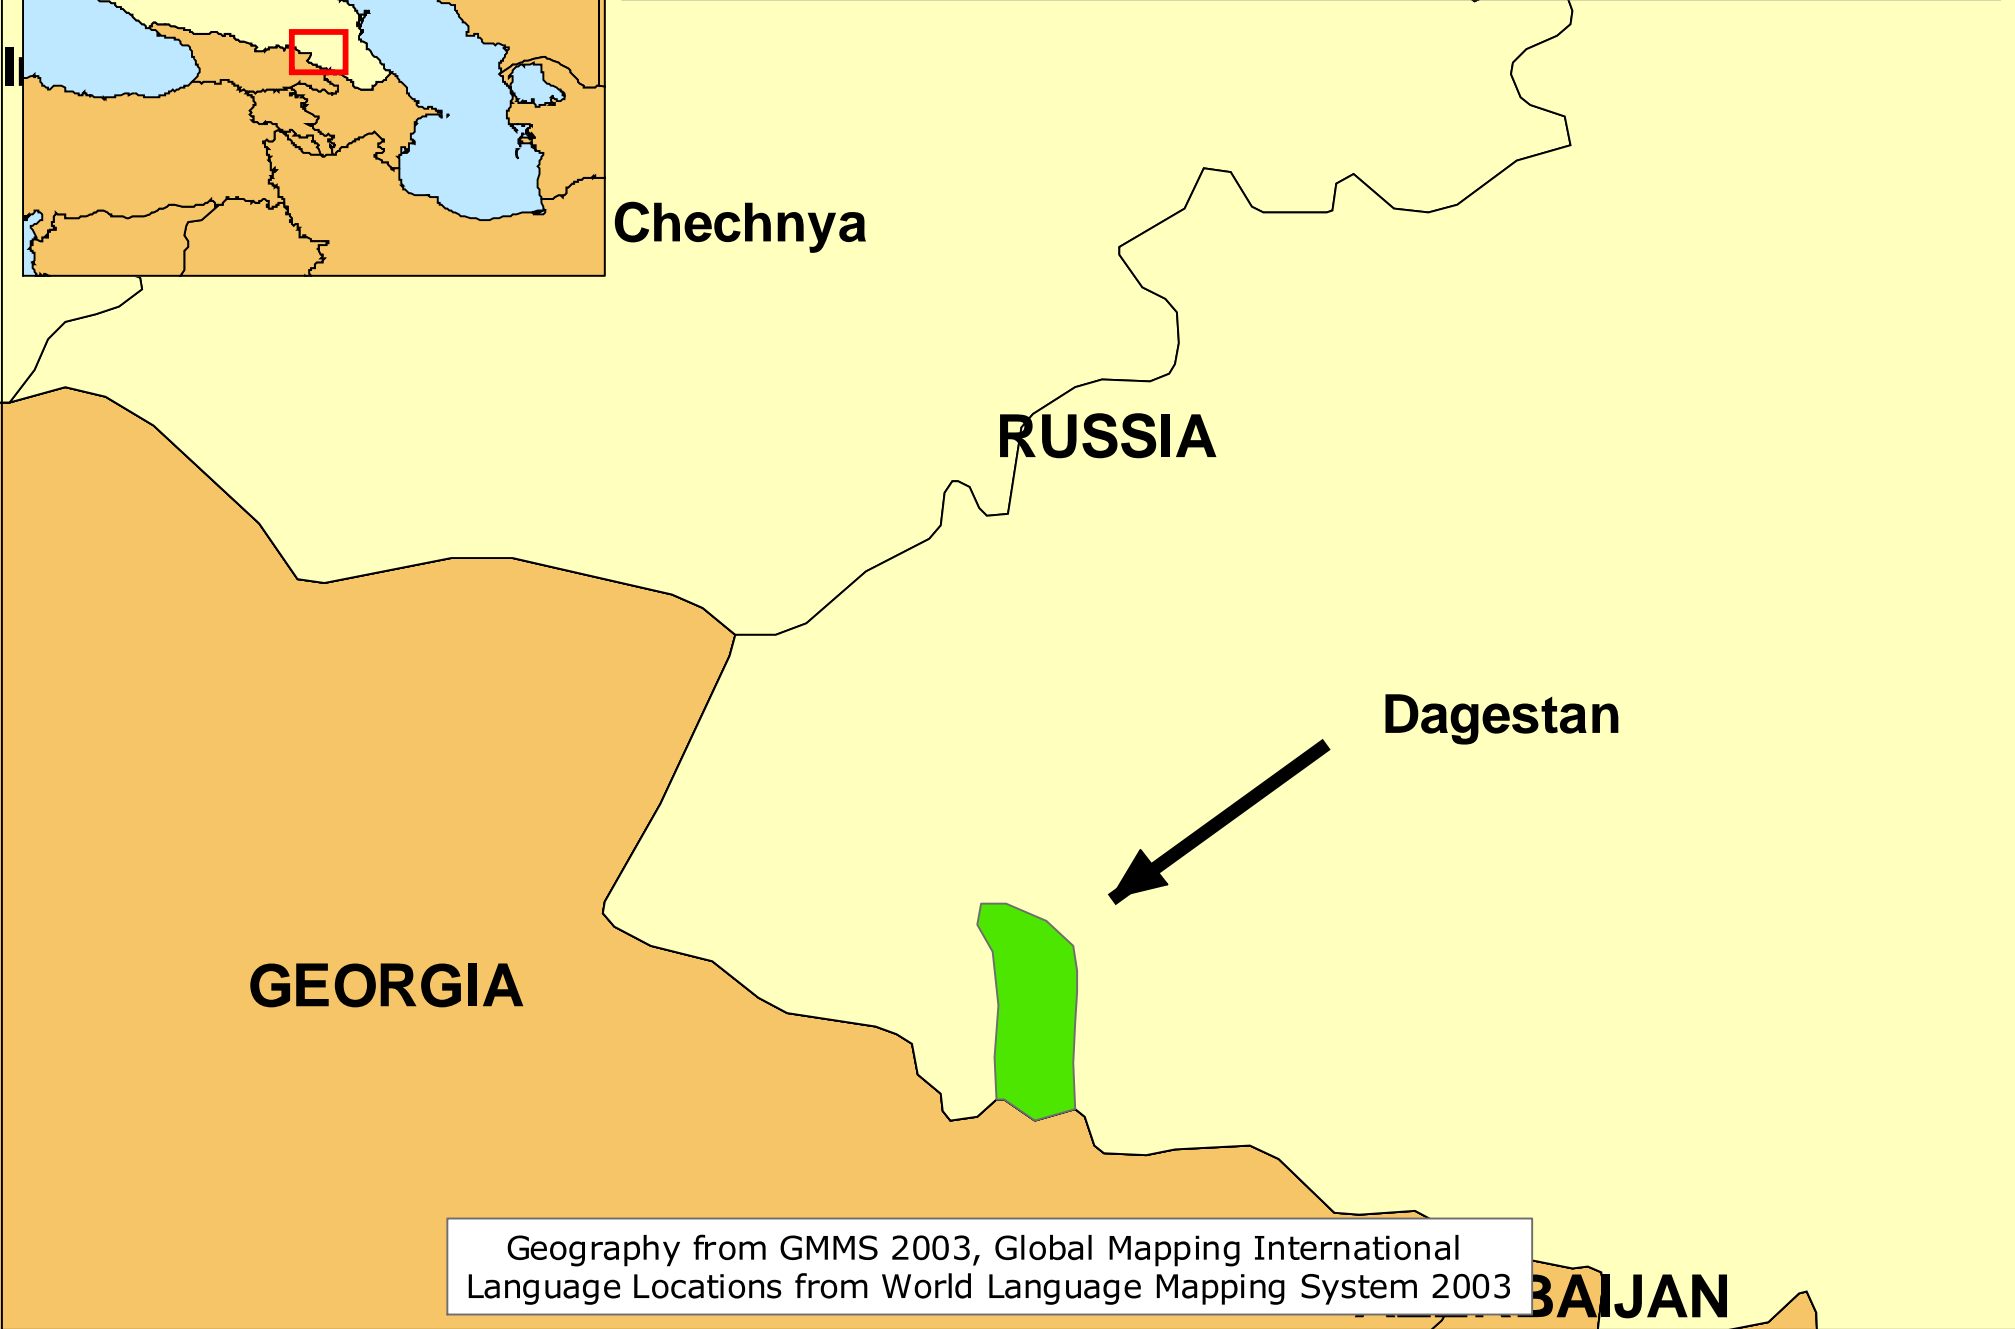 Chechnya
RUSSIA
Dagestan
GEORGIA
Geography from GMMS 2003, Global Mapping International
Language Locations from World Language Mapping System 2003